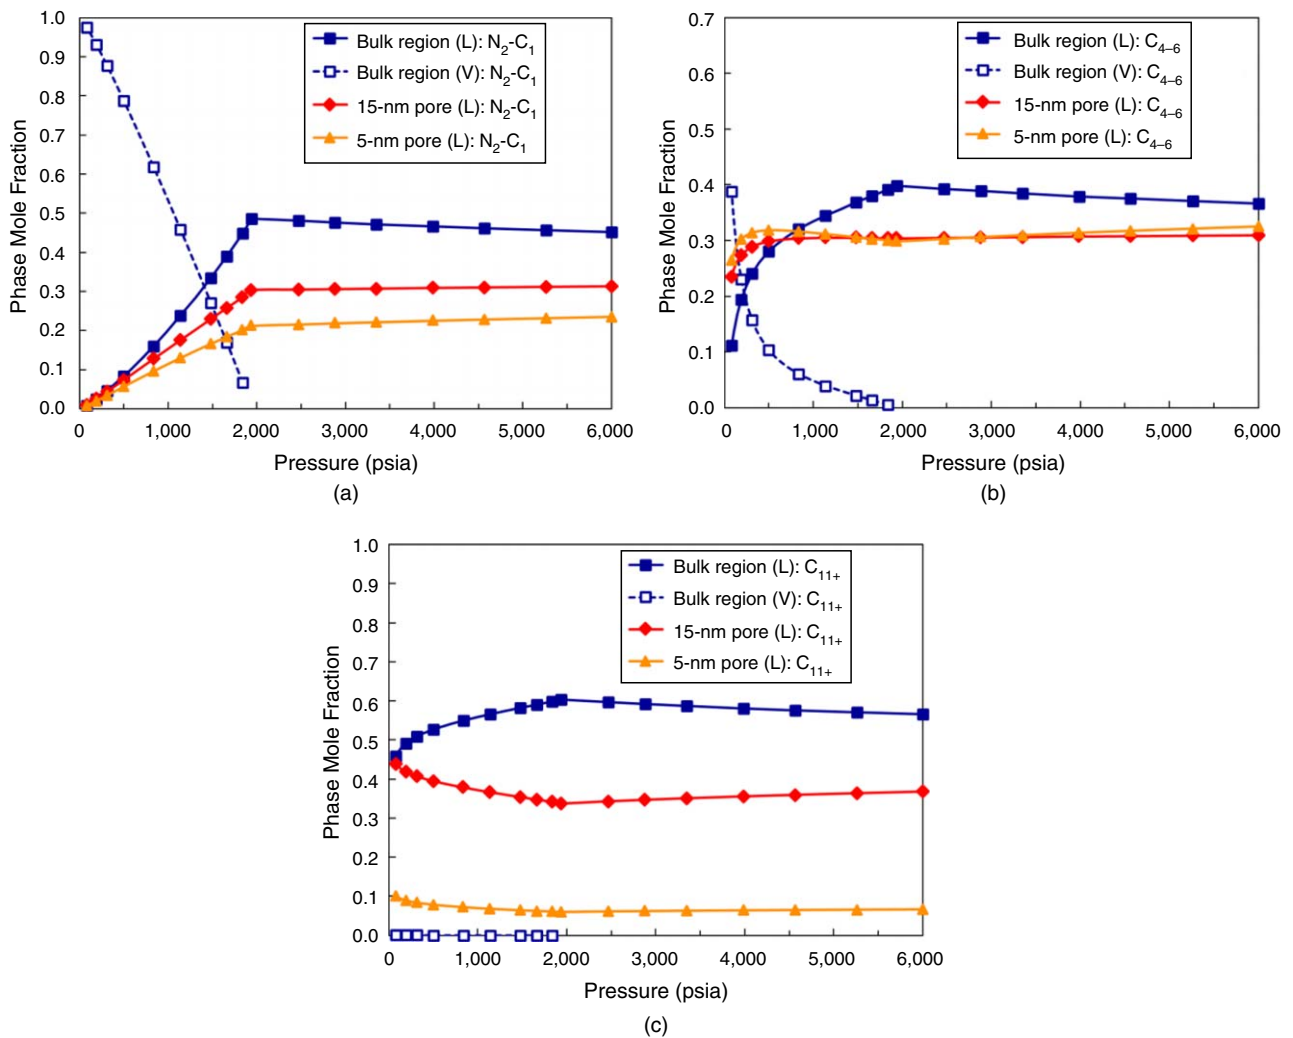 1.0
0.9
0.8
0.7
0.6
0.5
0.4
0.3
0.2
0.1
0.0
Phase Mole Fraction
Bulk region (L): N2-C1
Bulk region (V): N2-C1
15-nm pore (L): N2-C1
5-nm pore (L): N2-C1
0 1,000 2,000 3,000 4,000 5,000 6,000
Pressure (psia)
(a)
0.7
0.6
0.5
0.4
0.3
0.2
0.1
0.0
Phase Mole Fraction
Bulk region (L): C4–6
Bulk region (V): C4–6
15-nm pore (L): C4–6
5-nm pore (L): C4–6
0 1,000 2,000 3,000 4,000 5,000 6,000
Pressure (psia)
(b)
1.0
0.9
0.8
0.7
0.6
0.5
0.4
0.3
0.2
0.1
0.0
Phase Mole Fraction
Bulk region (L): C11+
Bulk region (V): C11+
15-nm pore (L): C11+
5-nm pore (L): C11+
0 1,000 2,000 3,000 4,000 5,000 6,000
Pressure (psia)
(c)